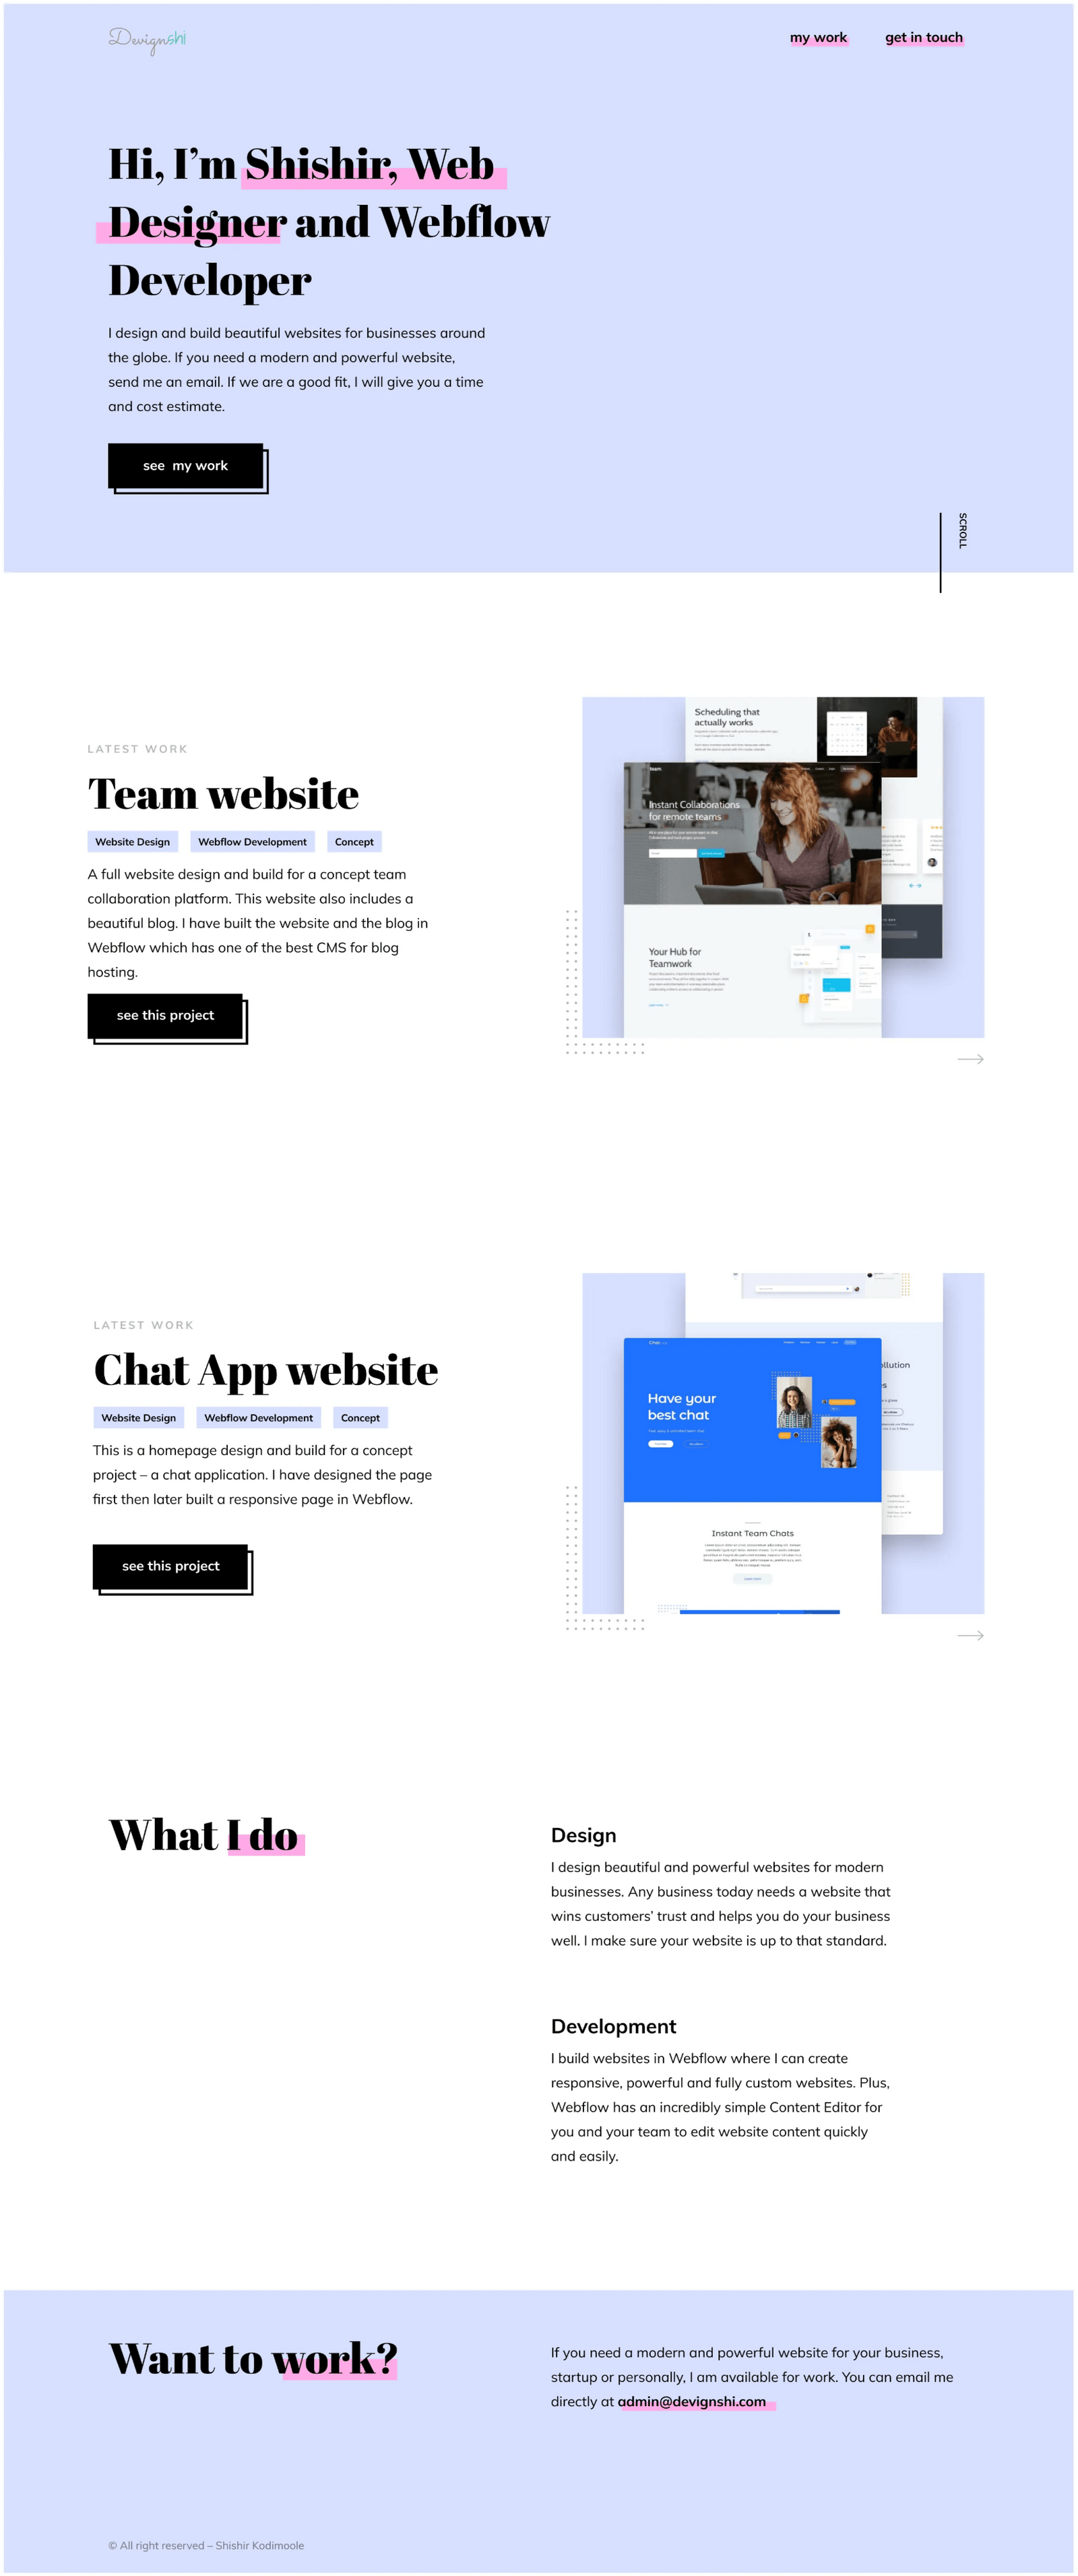 Devignshi
my work
get in touch
Hi, I’m Shishir, Web
Designer and Webflow
Developer
I design and build beautiful websites for businesses around
the globe. If you need a modern and powerful website,
send me an email. If we are a good fit, I will give you a time
and cost estimate.
see my work
SCROLL
LATEST WORK
Team website
Website Design
Webflow Development
Concept
A full website design and build for a concept team
collaboration platform. This website also includes a
beautiful blog. I have built the website and the blog in
Webflow which has one of the best CMS for blog
hosting.
see this project
Scheduling that
actually works
team.
Instant Collaborations
for remote teams
Your Hub for
Teamwork
LATEST WORK
Chat App website
Website Design
Webflow Development
Concept
This is a homepage design and build for a concept
project – a chat application. I have designed the page
first then later built a responsive page in Webflow.
see this project
Have your
best chat
Instant Team Chats
What I do
Design
I design beautiful and powerful websites for modern
businesses. Any business today needs a website that
wins customers’ trust and helps you do your business
well. I make sure your website is up to that standard.
Development
I build websites in Webflow where I can create
responsive, powerful and fully custom websites. Plus,
Webflow has an incredibly simple Content Editor for
you and your team to edit website content quickly
and easily.
Want to work?
If you need a modern and powerful website for your business,
startup or personally, I am available for work. You can email me
directly at admin@devignshi.com
© All right reserved – Shishir Kodimoole